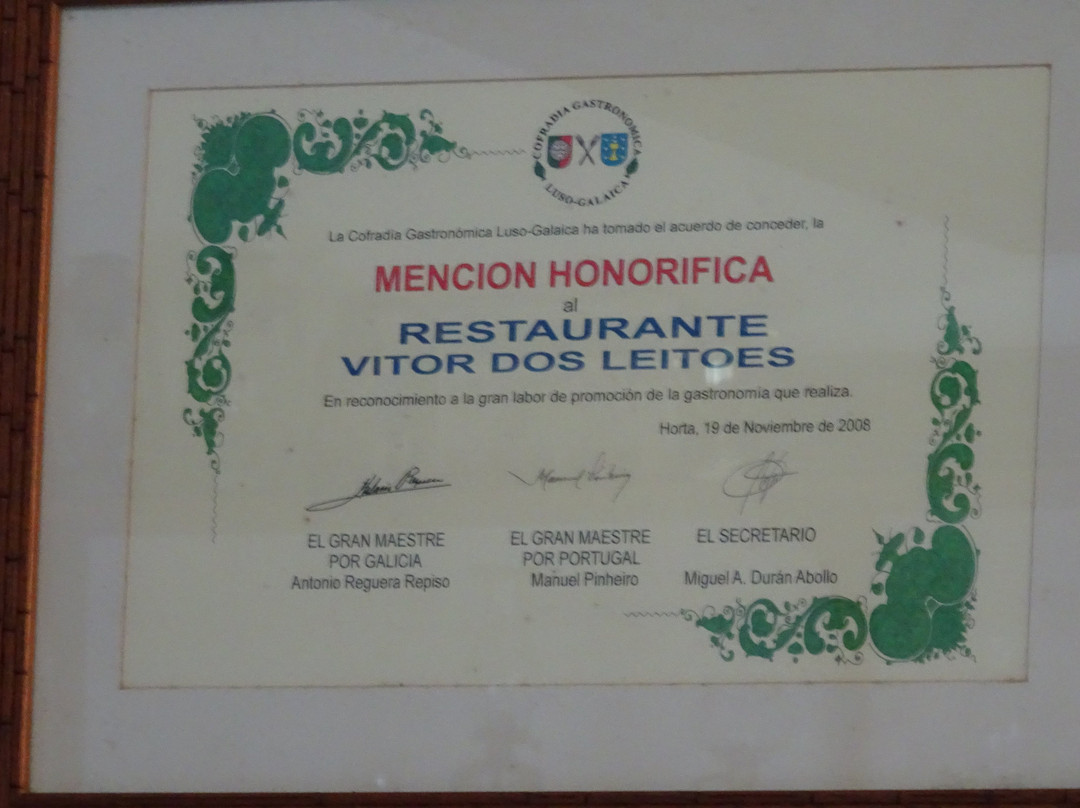 COFRADIA GASTRONOMICA
LUSO-GALAICA
La Cofradía Gastronómica Luso-Galaica ha tomado el acuerdo de conceder, la
MENCION HONORIFICA
al
RESTAURANTE
VITOR DOS LEITOES
En reconocimiento a la gran labor de promoción de la gastronomía que realiza.
Horta, 19 de Noviembre de 2008
EL GRAN MAESTRE
POR GALICIA
Antonio Reguera Repiso
EL GRAN MAESTRE
POR PORTUGAL
Manuel Pinheiro
EL SECRETARIO
Miguel A. Durán Abollo